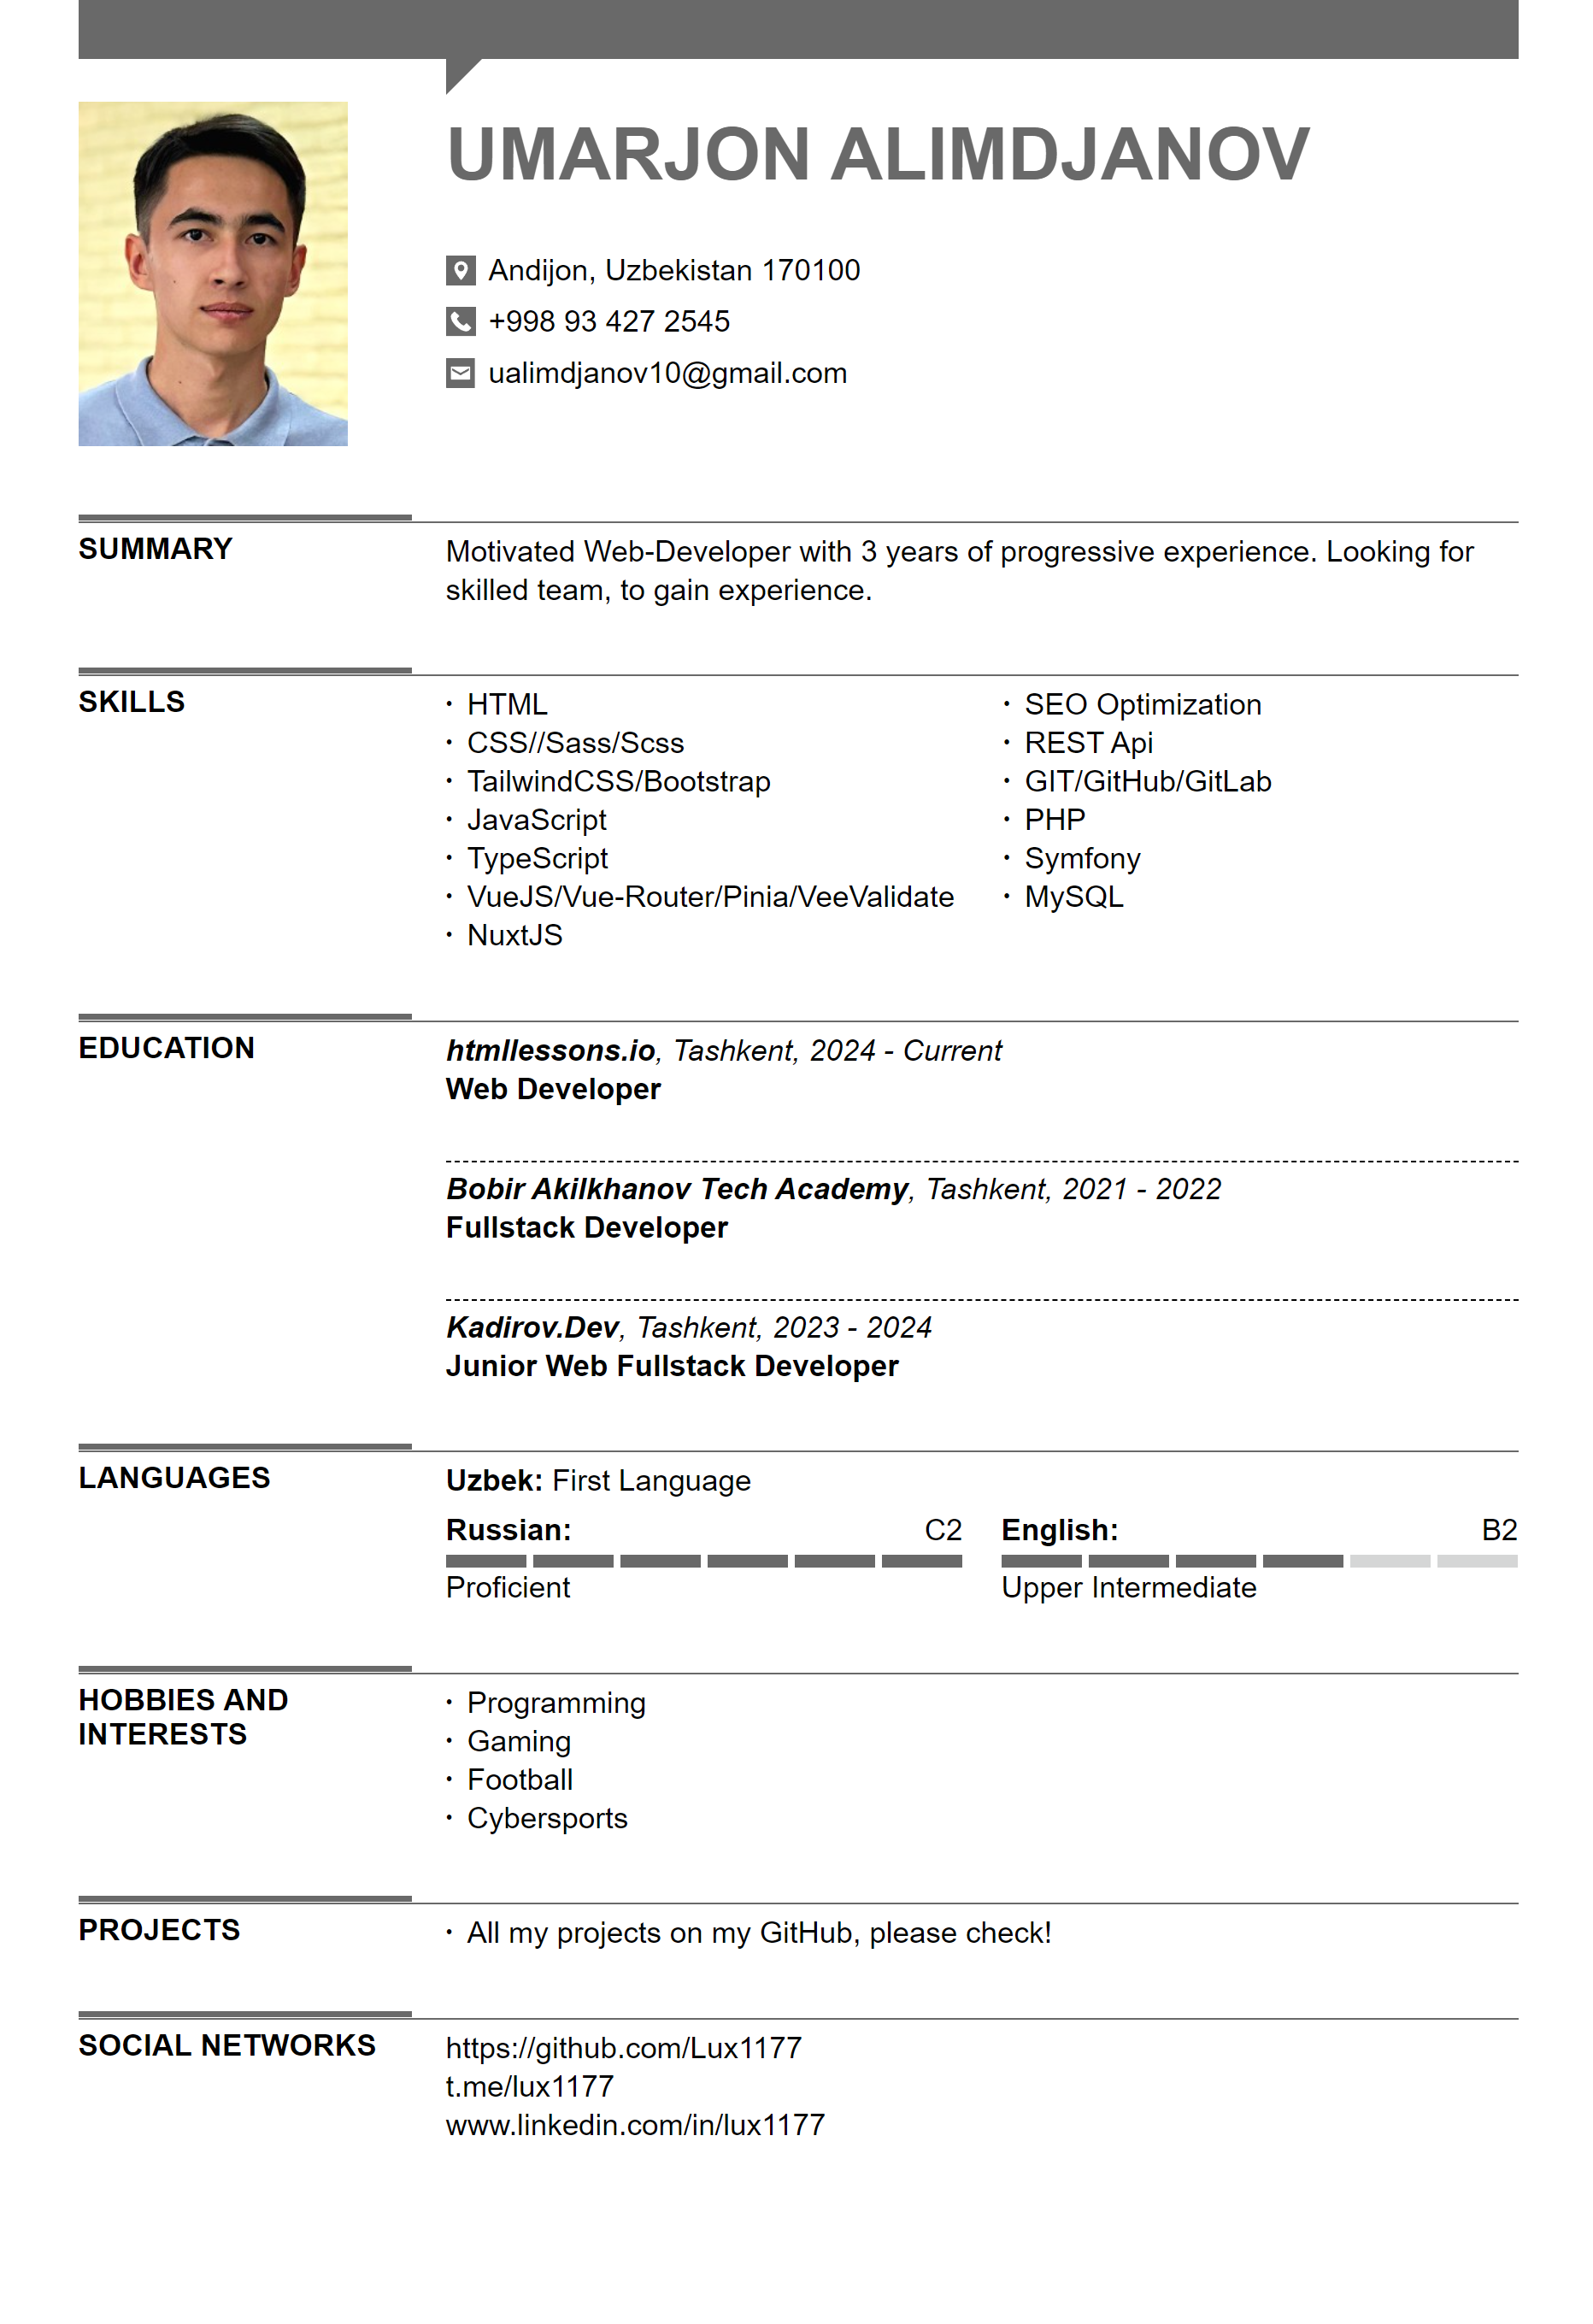 UMARJON ALIMDJANOV
Andijon, Uzbekistan 170100
+998 93 427 2545
ualimdjanov10@gmail.com
SUMMARY
Motivated Web-Developer with 3 years of progressive experience. Looking for
skilled team, to gain experience.
SKILLS
· HTML
· CSS//Sass/Scss
· TailwindCSS/Bootstrap
· JavaScript
· TypeScript
· VueJS/Vue-Router/Pinia/VeeValidate
· NuxtJS
· SEO Optimization
· REST Api
· GIT/GitHub/GitLab
· PHP
· Symfony
· MySQL
EDUCATION
htmllessons.io, Tashkent, 2024 - Current
Web Developer
Bobir Akilkhanov Tech Academy, Tashkent, 2021 - 2022
Fullstack Developer
Kadirov.Dev, Tashkent, 2023 - 2024
Junior Web Fullstack Developer
LANGUAGES
Uzbek: First Language
Russian: C2
Proficient
English: B2
Upper Intermediate
HOBBIES AND
INTERESTS
· Programming
· Gaming
· Football
· Cybersports
PROJECTS
· All my projects on my GitHub, please check!
SOCIAL NETWORKS
https://github.com/Lux1177
t.me/lux1177
www.linkedin.com/in/lux1177